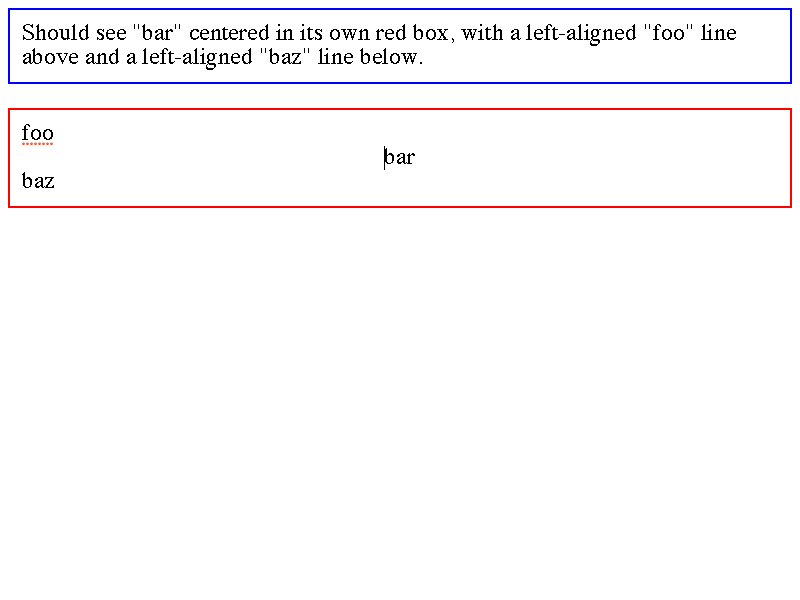 Should see "bar" centered in its own red box, with a left-aligned "foo" line
above and a left-aligned "baz" line below.
foo
bar
baz